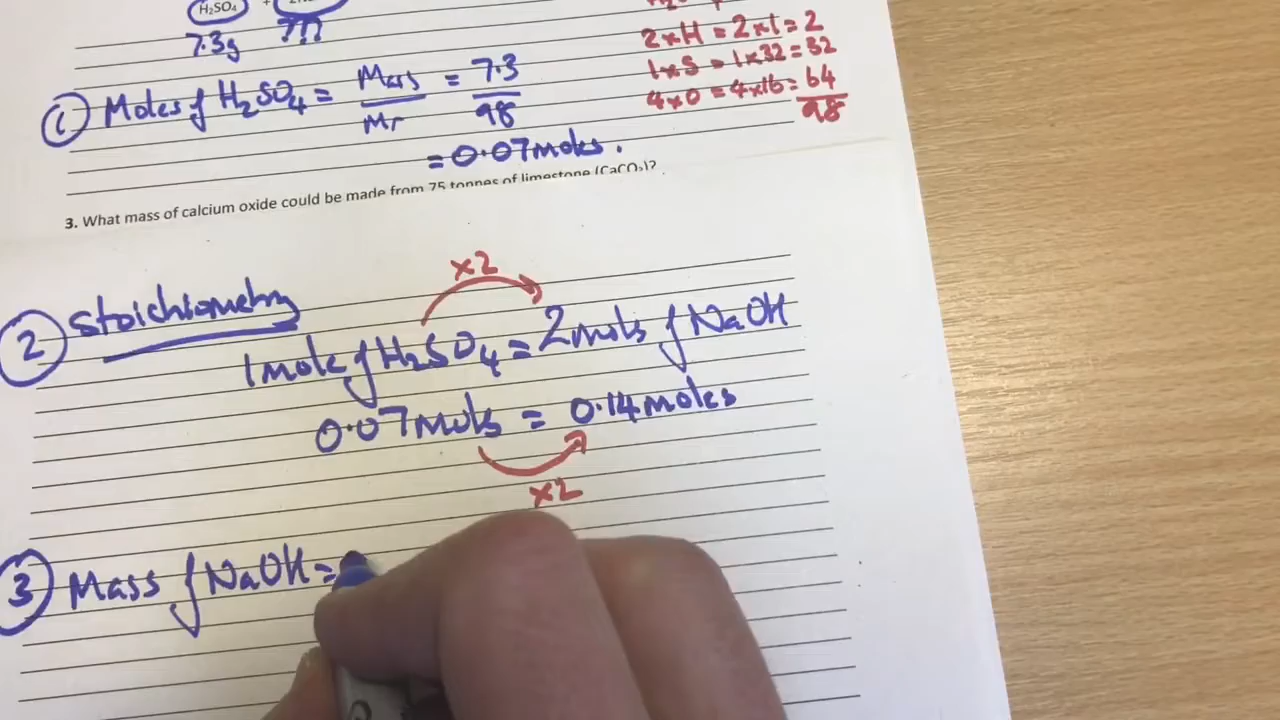 H₂SO₄ +
7.3g ???
2×H = 2×1 = 2
1×S = 1×32 = 32
4×O = 4×16 = 64
98
① Moles of H₂SO₄ = Mass / Mr = 7.3 / 98
= 0.07 moles.
3. What mass of calcium oxide could be made from 75 tonnes of limestone (CaCO₃)?
② Stoichiometry
×2
1 mole of H₂SO₄ = 2 mols of NaOH
0.07 mols = 0.14 moles
×2
③ Mass of NaOH =